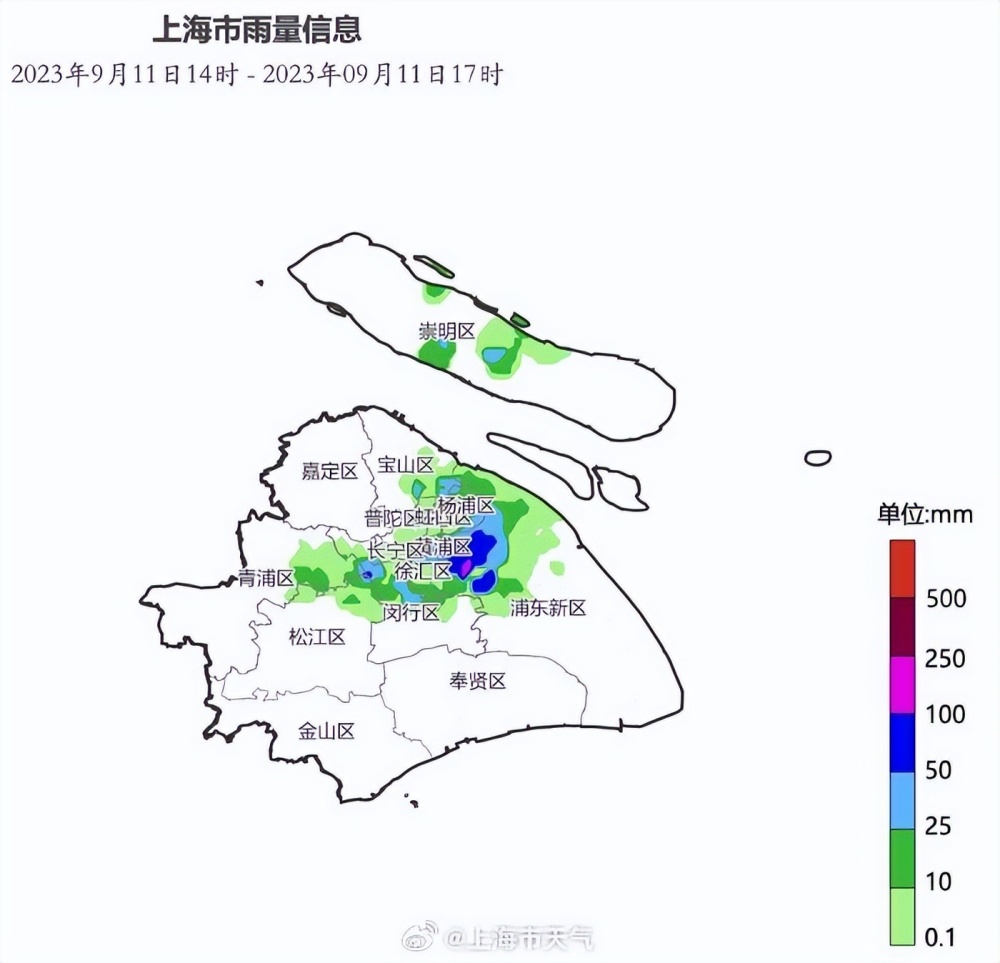 上海市雨量信息
2023年9月11日14时 - 2023年09月11日17时
崇明区
嘉定区
宝山区
杨浦区
普陀区
虹口区
长宁区
黄浦区
徐汇区
青浦区
闵行区
浦东新区
松江区
奉贤区
金山区
单位:mm
500
250
100
50
25
10
0.1
@上海市天气